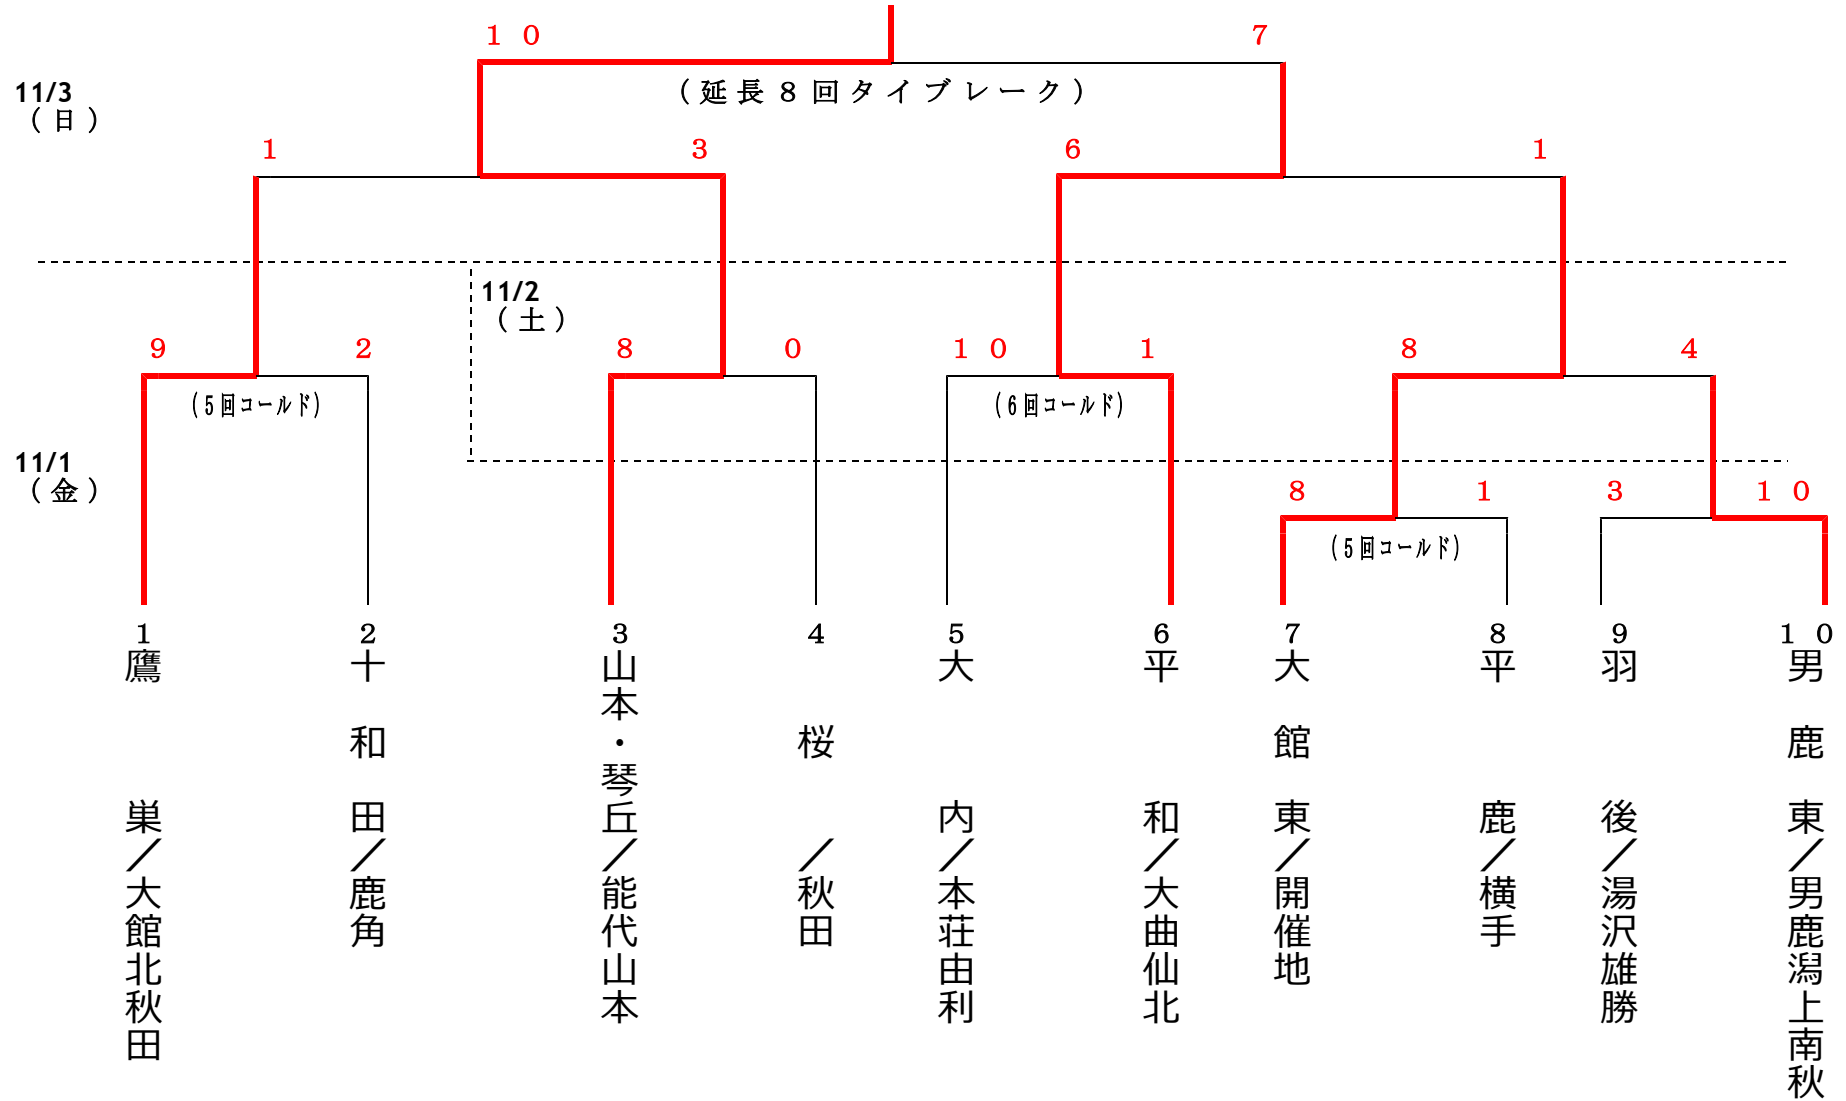 １０
７
11/3
（日）
（延長８回タイブレーク）
１
３
６
１
11/2
（土）
９
２
８
０
１０
１
８
４
（５回コールド）
（６回コールド）
11/1
（金）
８
１
３
１０
（５回コールド）
１
２
３
４
５
６
７
８
９
１０
鷹巣／大館北秋田
十和田／鹿角
山本・琴丘／能代山本
桜／秋田
大内／本荘由利
平和／大曲仙北
大館東／開催地
平鹿／横手
羽後／湯沢雄勝
男鹿東／男鹿潟上南秋